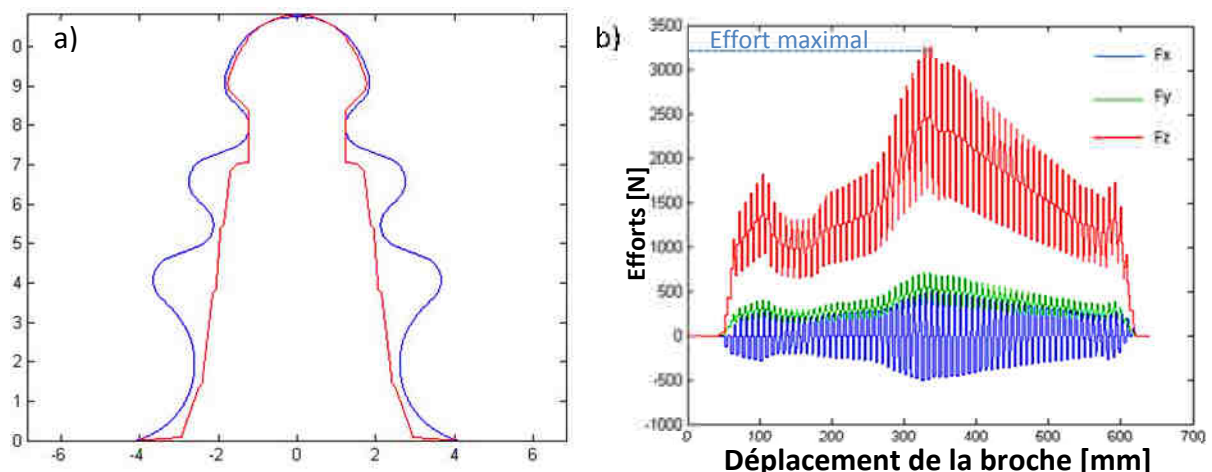 a)
0
9
8
7
6
5
4
3
2
1
0
-6 -4 -2 0 2 4 6
b)
3500
3000
2500
2000
1500
1000
500
0
-500
-1000
Effort maximal
Fx
Fy
Fz
Efforts [N]
0 100 200 300 400 500 600 700
Déplacement de la broche [mm]